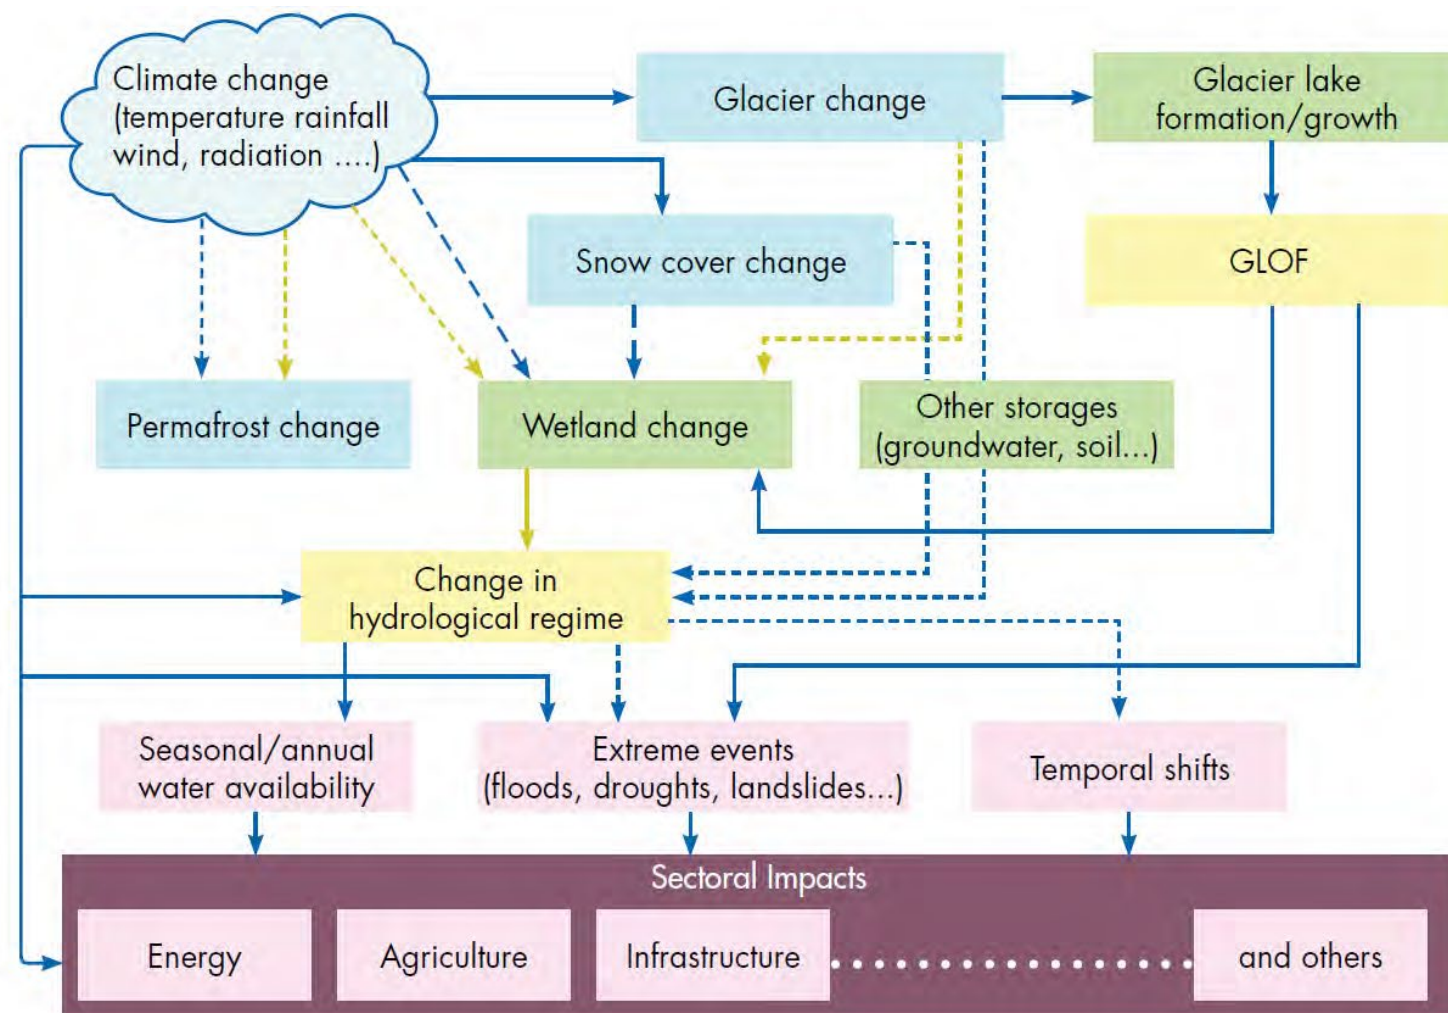 Climate change
(temperature rainfall
wind, radiation ....)
Glacier change
Glacier lake
formation/growth
Snow cover change
GLOF
Permafrost change
Wetland change
Other storages
(groundwater, soil...)
Change in
hydrological regime
Seasonal/annual
water availability
Extreme events
(floods, droughts, landslides...)
Temporal shifts
Sectoral Impacts
Energy
Agriculture
Infrastructure
and others